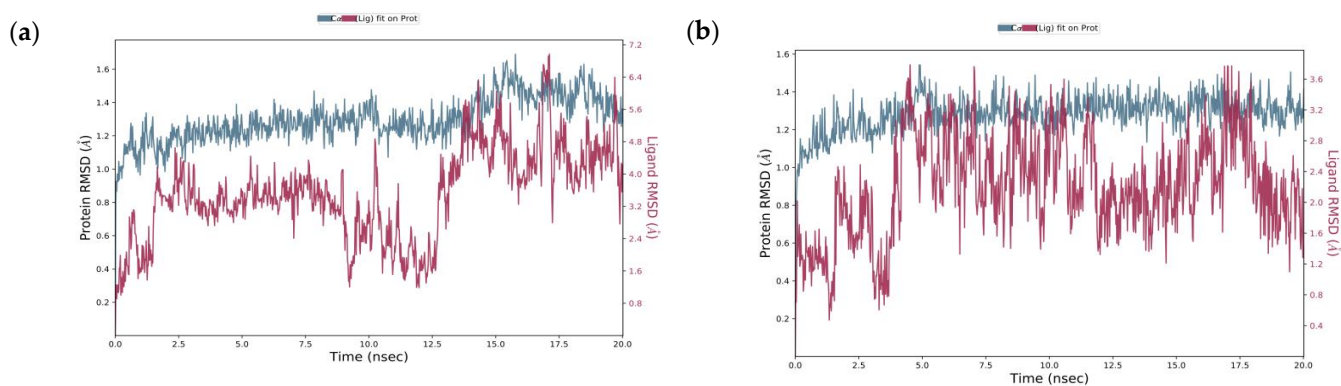 (a)
Cα (Lig) fit on Prot
Protein RMSD (Å)
1.6
1.4
1.2
1.0
0.8
0.6
0.4
0.2
7.2
6.4
5.6
4.8
4.0
3.2
2.4
1.6
0.8
Ligand RMSD (Å)
0.0 2.5 5.0 7.5 10.0 12.5 15.0 17.5 20.0
Time (nsec)
(b)
Cα (Lig) fit on Prot
Protein RMSD (Å)
1.6
1.4
1.2
1.0
0.8
0.6
0.4
0.2
3.6
3.2
2.8
2.4
2.0
1.6
1.2
0.8
0.4
Ligand RMSD (Å)
0.0 2.5 5.0 7.5 10.0 12.5 15.0 17.5 20.0
Time (nsec)